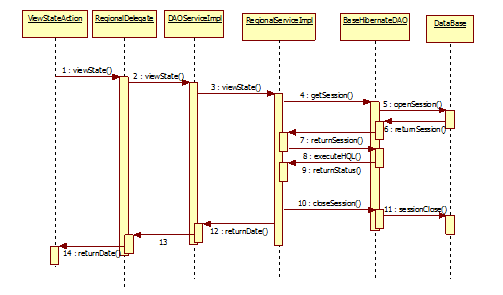 ViewStateAction
RegionalDelegate
DAOServiceImpl
RegionalServiceImpl
BaseHibernateDAO
DataBase
1 : viewState()
2 : viewState()
3 : viewState()
4 : getSession()
5 : openSession()
6 : returnSession()
7 : returnSession()
8 : executeHQL()
9 : returnStatus()
10 : closeSession()
11 : sessionClose()
12 : returnDate()
13
14 : returnDate()